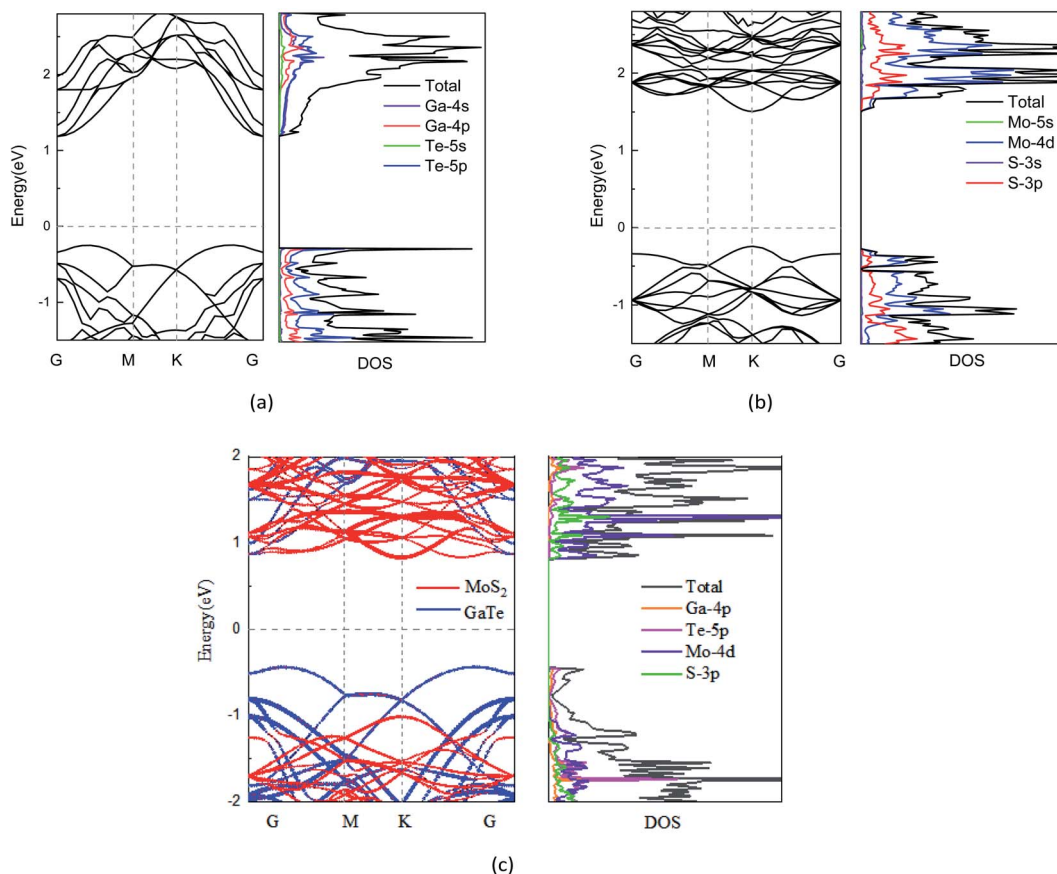 2
1
0
-1
Energy(eV)
G M K G
Total
Ga-4s
Ga-4p
Te-5s
Te-5p
DOS
(a)
2
1
0
-1
Energy(eV)
G M K G
Total
Mo-5s
Mo-4d
S-3s
S-3p
DOS
(b)
2
1
0
-1
-2
Energy(eV)
MoS₂
GaTe
G M K G
Total
Ga-4p
Te-5p
Mo-4d
S-3p
DOS
(c)